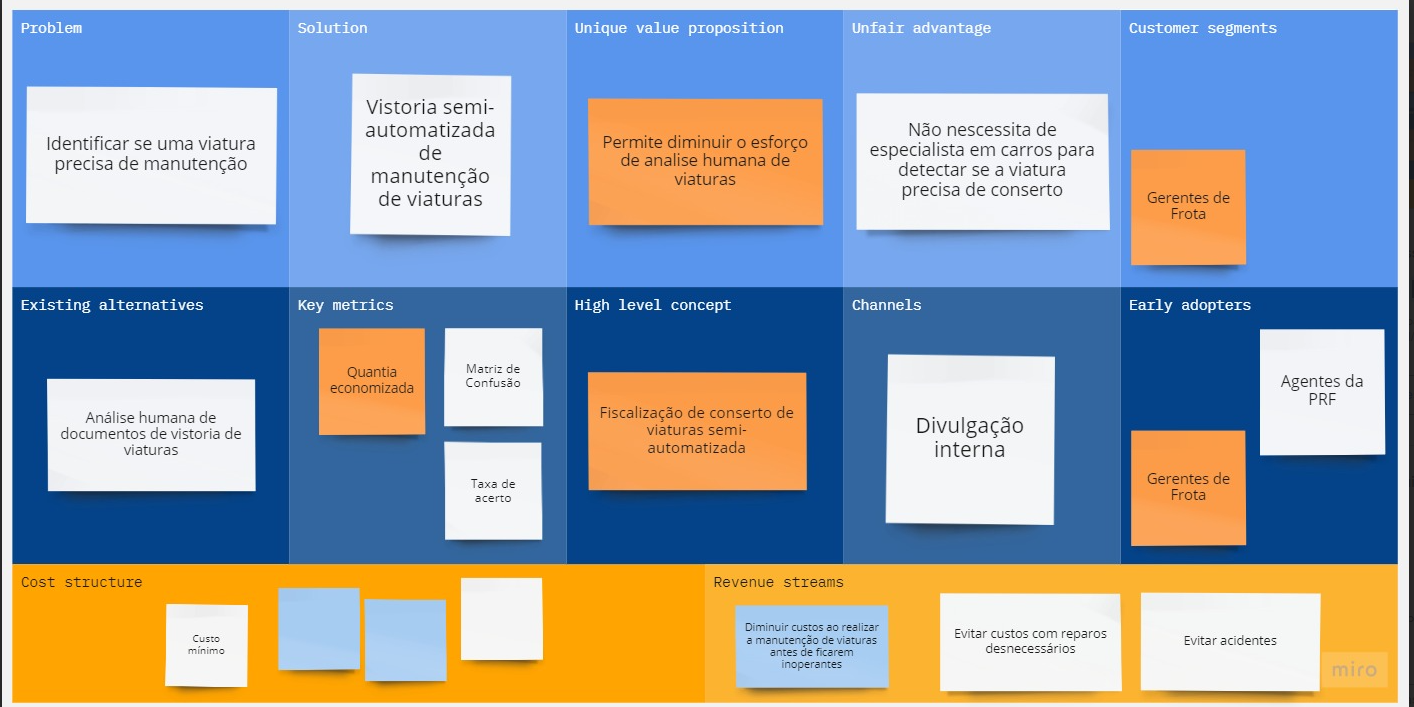 Problem
Identificar se uma viatura
precisa de manutenção
Solution
Vistoria semi-
automatizada
de
manutenção
de viaturas
Unique value proposition
Permite diminuir o esforço
de analise humana de
viaturas
Unfair advantage
Não nescessita de
especialista em carros para
detectar se a viatura
precisa de conserto
Customer segments
Gerentes de
Frota
Existing alternatives
Análise humana de
documentos de vistoria de
viaturas
Key metrics
Quantia
economizada
Matriz de
Confusão
Taxa de
acerto
High level concept
Fiscalização de conserto de
viaturas semi-
automatizada
Channels
Divulgação
interna
Early adopters
Agentes da
PRF
Gerentes de
Frota
Cost structure
Custo
mínimo
Revenue streams
Diminuir custos ao realizar
a manutenção de viaturas
antes de ficarem
inoperantes
Evitar custos com reparos
desnecessários
Evitar acidentes
miro